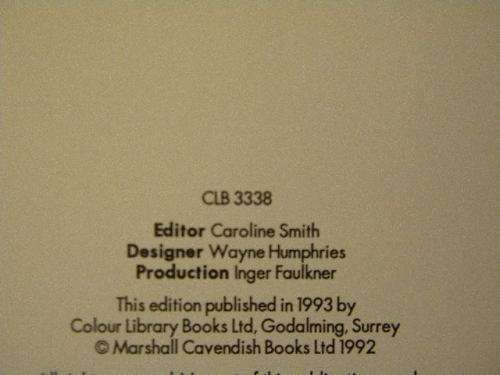 CLB 3338
Editor Caroline Smith
Designer Wayne Humphries
Production Inger Faulkner
This edition published in 1993 by
Colour Library Books Ltd, Godalming, Surrey
© Marshall Cavendish Books Ltd 1992